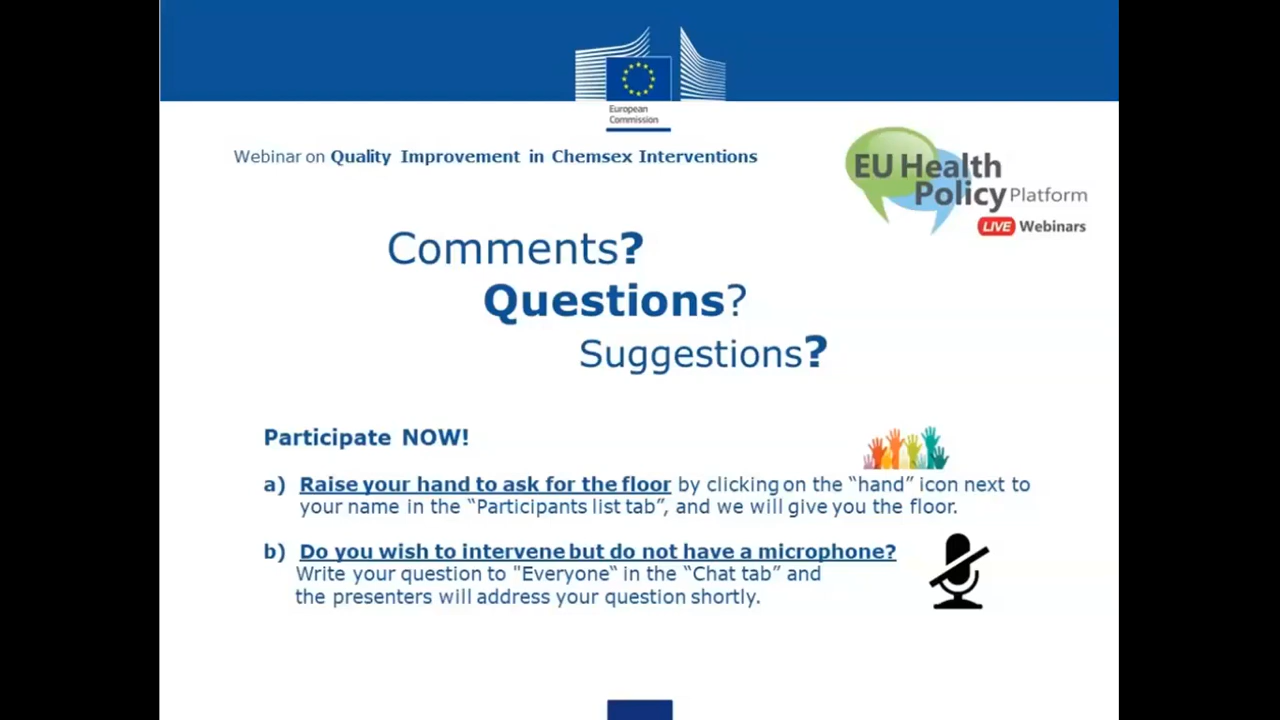 European
Commission
Webinar on Quality Improvement in Chemsex Interventions
EU Health
Policy Platform
LIVE Webinars
Comments?
Questions?
Suggestions?
Participate NOW!
a) Raise your hand to ask for the floor by clicking on the “hand” icon next to
your name in the “Participants list tab”, and we will give you the floor.
b) Do you wish to intervene but do not have a microphone?
Write your question to "Everyone“ in the “Chat tab” and
the presenters will address your question shortly.